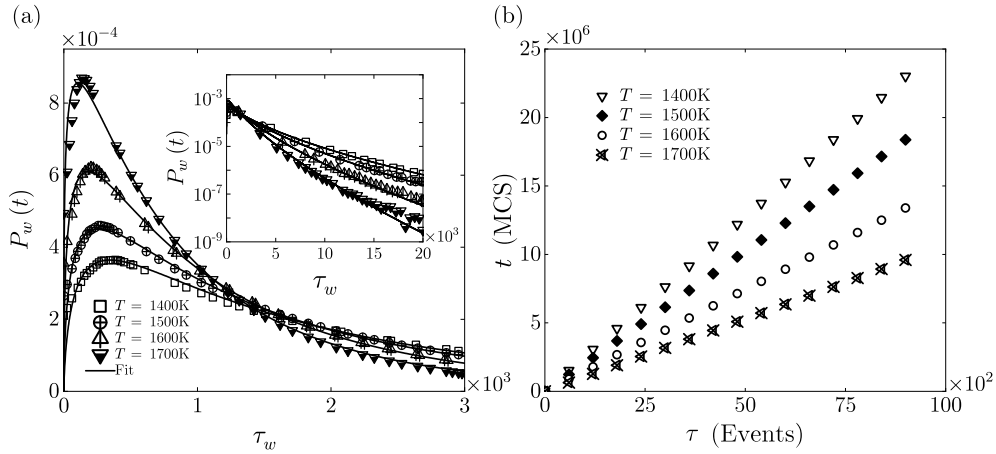 (a)
×10⁻⁴
8
6
4
2
0
P_w (t)
0
1
2
3
×10³
τ_w
T = 1400K
T = 1500K
T = 1600K
T = 1700K
Fit
10⁻³
10⁻⁵
10⁻⁷
10⁻⁹
P_w (t)
0
5
10
15
20
×10³
τ_w
(b)
×10⁶
25
20
15
10
5
0
t (MCS)
T = 1400K
T = 1500K
T = 1600K
T = 1700K
0
25
50
75
100
×10²
τ (Events)